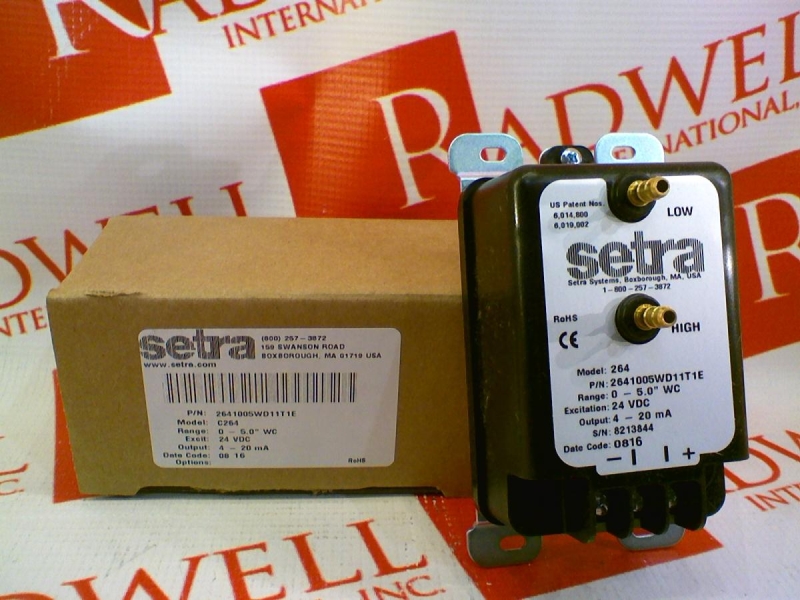 RADWELL
INTERNATIONAL,
RADWELL
INTERNATIONAL,
RADWELL
INC.
setra
(800) 257-3872
159 SWANSON ROAD
BOXBOROUGH, MA 01719 USA
www.setra.com
P/N: 2641005WD11T1E
Model: C264
Range: 0 - 5.0" WC
Excit: 24 VDC
Output: 4 - 20 mA
Date Code: 08 16
Options:
RoHS
US Patent Nos.
6,014,800
6,019,002
LOW
setra
Setra Systems, Boxborough, MA, USA
1-800-257-3872
RoHS
CE
HIGH
Model: 264
P/N: 2641005WD11T1E
Range: 0 - 5.0" WC
Excitation: 24 VDC
Output: 4 - 20 mA
S/N: 8213844
Date Code: 0816
- | | +